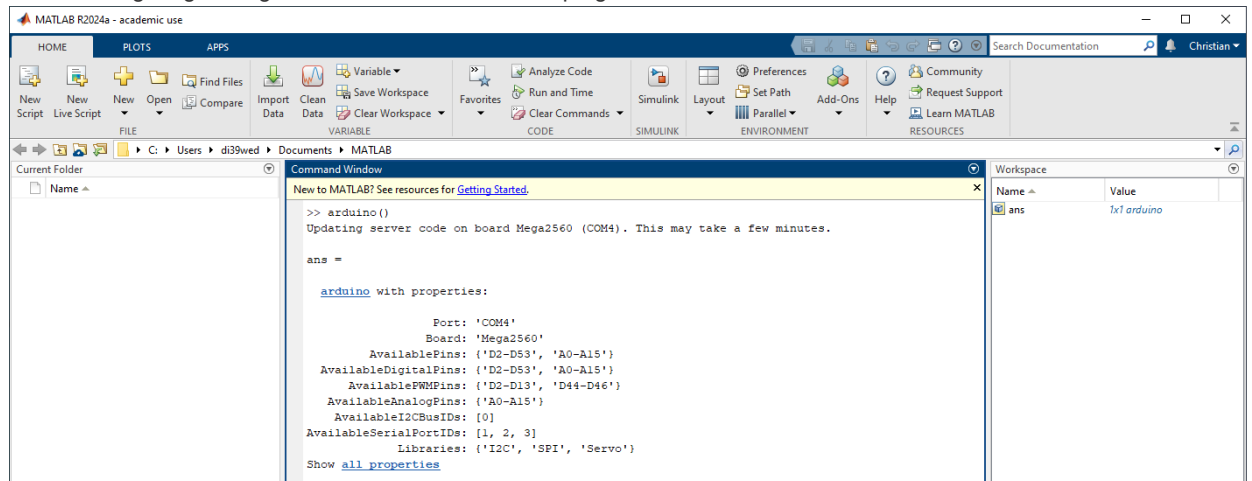 MATLAB R2024a - academic use
HOME PLOTS APPS
Search Documentation
Christian
New Script
New Live Script
New
Open
Find Files
Compare
FILE
Import Data
Clean Data
Variable
Save Workspace
Clear Workspace
VARIABLE
Favorites
Analyze Code
Run and Time
Clear Commands
CODE
Simulink
SIMULINK
Layout
Preferences
Set Path
Parallel
Add-Ons
ENVIRONMENT
Help
Community
Request Support
Learn MATLAB
RESOURCES
C: Users di39wed Documents MATLAB
Current Folder
Name
Command Window
New to MATLAB? See resources for Getting Started.
>> arduino()
Updating server code on board Mega2560 (COM4). This may take a few minutes.
ans =
arduino with properties:
Port: 'COM4'
Board: 'Mega2560'
AvailablePins: {'D2-D53', 'A0-A15'}
AvailableDigitalPins: {'D2-D53', 'A0-A15'}
AvailablePWMPins: {'D2-D13', 'D44-D46'}
AvailableAnalogPins: {'A0-A15'}
AvailableI2CBusIDs: [0]
AvailableSerialPortIDs: [1, 2, 3]
Libraries: {'I2C', 'SPI', 'Servo'}
Show all properties
Workspace
Name Value
ans 1x1 arduino